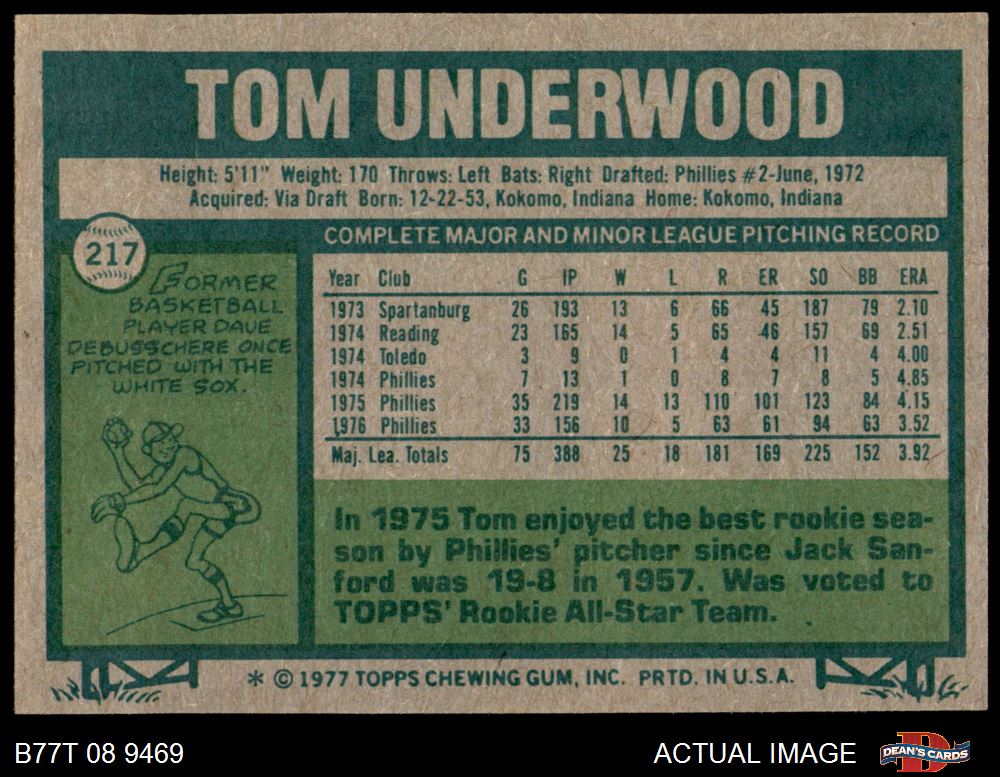 TOM UNDERWOOD
Height: 5'11" Weight: 170 Throws: Left Bats: Right Drafted: Phillies #2-June, 1972
Acquired: Via Draft Born: 12-22-53, Kokomo, Indiana Home: Kokomo, Indiana
217
FORMER
BASKETBALL
PLAYER DAVE
DEBUSSCHERE ONCE
PITCHED WITH THE
WHITE SOX.
COMPLETE MAJOR AND MINOR LEAGUE PITCHING RECORD
Year Club G IP W L R ER SO BB ERA
1973 Spartanburg 26 193 13 6 66 45 187 79 2.10
1974 Reading 23 165 14 5 65 46 157 69 2.51
1974 Toledo 3 9 0 1 4 4 11 4 4.00
1974 Phillies 7 13 1 0 8 7 8 5 4.85
1975 Phillies 35 219 14 13 110 101 123 84 4.15
1976 Phillies 33 156 10 5 63 61 94 63 3.52
Maj. Lea. Totals 75 388 25 18 181 169 225 152 3.92
In 1975 Tom enjoyed the best rookie sea-
son by Phillies' pitcher since Jack San-
ford was 19-8 in 1957. Was voted to
TOPPS' Rookie All-Star Team.
* © 1977 TOPPS CHEWING GUM, INC. PRTD. IN U.S.A.
B77T 08 9469
ACTUAL IMAGE
DEAN'S CARDS